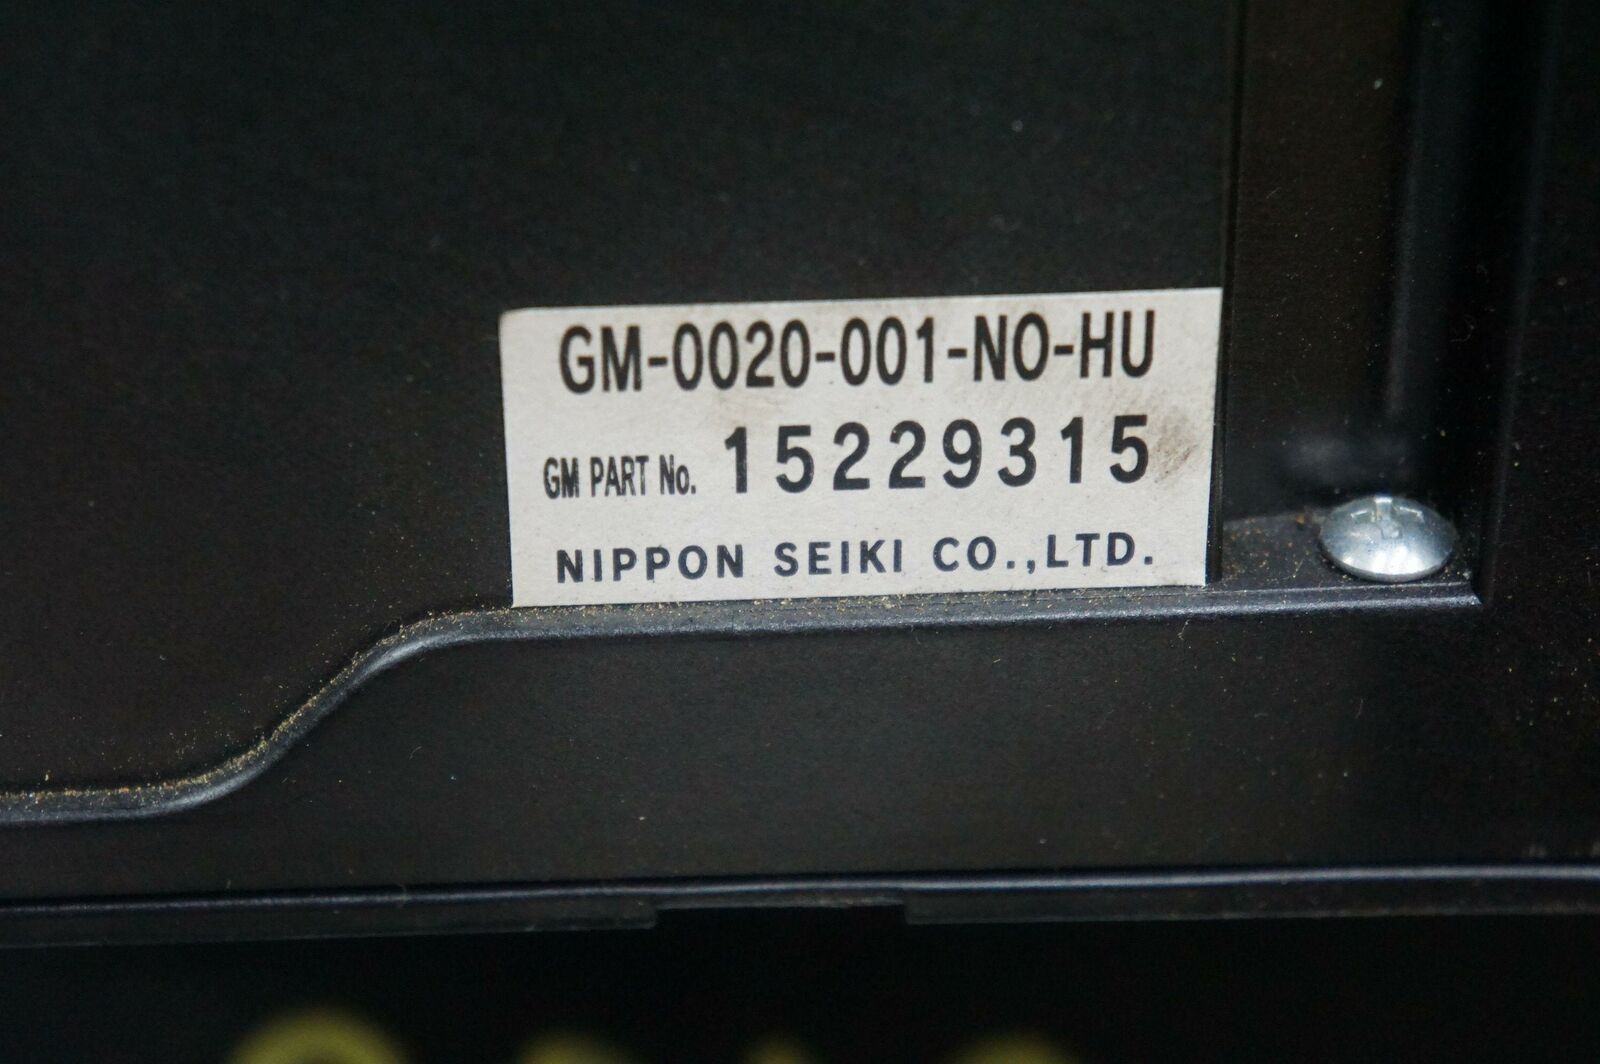 GM-0020-001-NO-HU
GM PART No. 15229315
NIPPON SEIKI CO.,LTD.